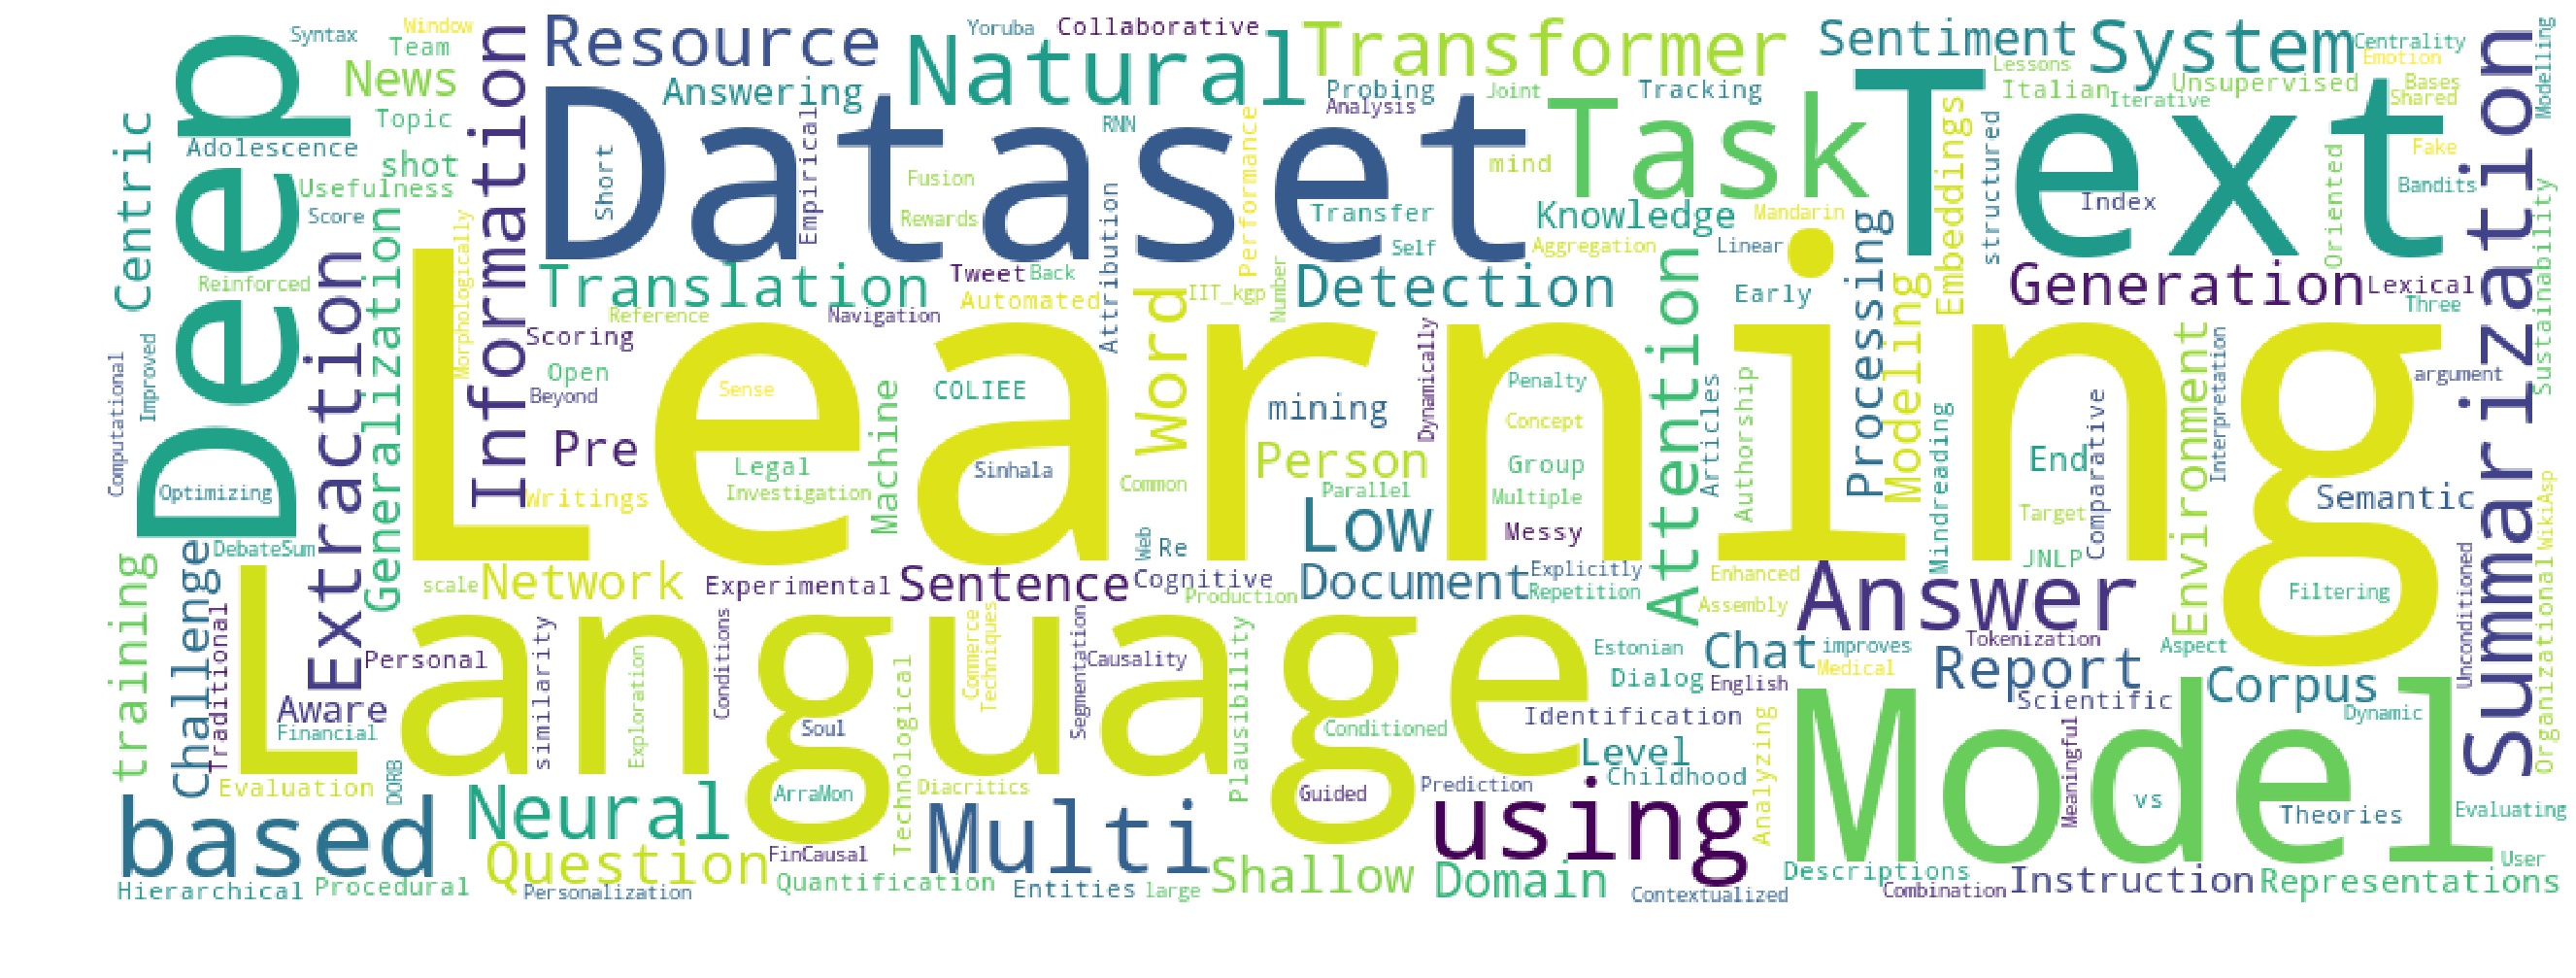 Syntax
Window
Team
News
Topic
Deep
Adolescence
shot
Usefulness
Score
Centric
Generalization
Information
Extraction
Reinforced
Morphologically
Computational
Improved
Optimizing
Resource
Natural
Yoruba
Collaborative
Transformer
Sentiment
System
Centrality
Emotion
Modelling
Answering
Probing
Analysis
Joint
Tracking
Lessons
Italian
Iterative
Unsupervised
Bases
Shared
Dataset
Short
Empirical
RNN
Performance
Fusion
Rewards
Attribution
Transfer
Self
mind
Task
Text
Knowledge
Mandarin
Aggregation
Linear
Processing
Embeddings
structured
Index
Oriented
Fake
Bandits
Summarization
Sustainability
Translation
Tweet
Back
Automated
Reference
Navigation
IIT_kgp
Number
Detection
Early
Modeling
Generation
Lexical
Three
Learning
Scoring
Open
Beyond
Pre
Writings
Sense
Legal
Investigation
Machine
COLIEE
Sinhala
Word
Common
mining
Person
Parallel
Dynamically
Penalty
Concept
Group
Multiple
Messy
Low
Attention
Articles
Authorship
Mindreading
End
Target
JNLP
Comparative
Environment
Interpretation
argument
Semantic
Filtering
Unconditioned
WikiAsp
Organizational
training
Challenge
DebateSum
Traditional
scale
Network
Experimental
Sentence
Cognitive
Web
Re
Production
Document
Explicitly
Repetition
Enhanced
Assembly
Answer
Tokenization
Language
Personal
Aware
Financial
Evaluation
DORB
similarity
Exploration
Conditions
Soul
ArraMon
Technological
Commerce
Techniques
Diacritics
Segmentation
Causality
Plausibility
Conditioned
Guided
Prediction
Estonian
Dialog
Chat
improves
Medical
English
Identification
Level
Childhood
Analyzing
Report
Scientific
Aspect
Corpus
Dynamic
Model
Meaningful
vs
Theories
Evaluating
based
Neural
Question
FinCausal
Multi
using
Hierarchical
Procedural
Personalization
Quantification
Entities
large
Shallow
Domain
Contextualized
Descriptions
Combination
Instruction
User
Representations